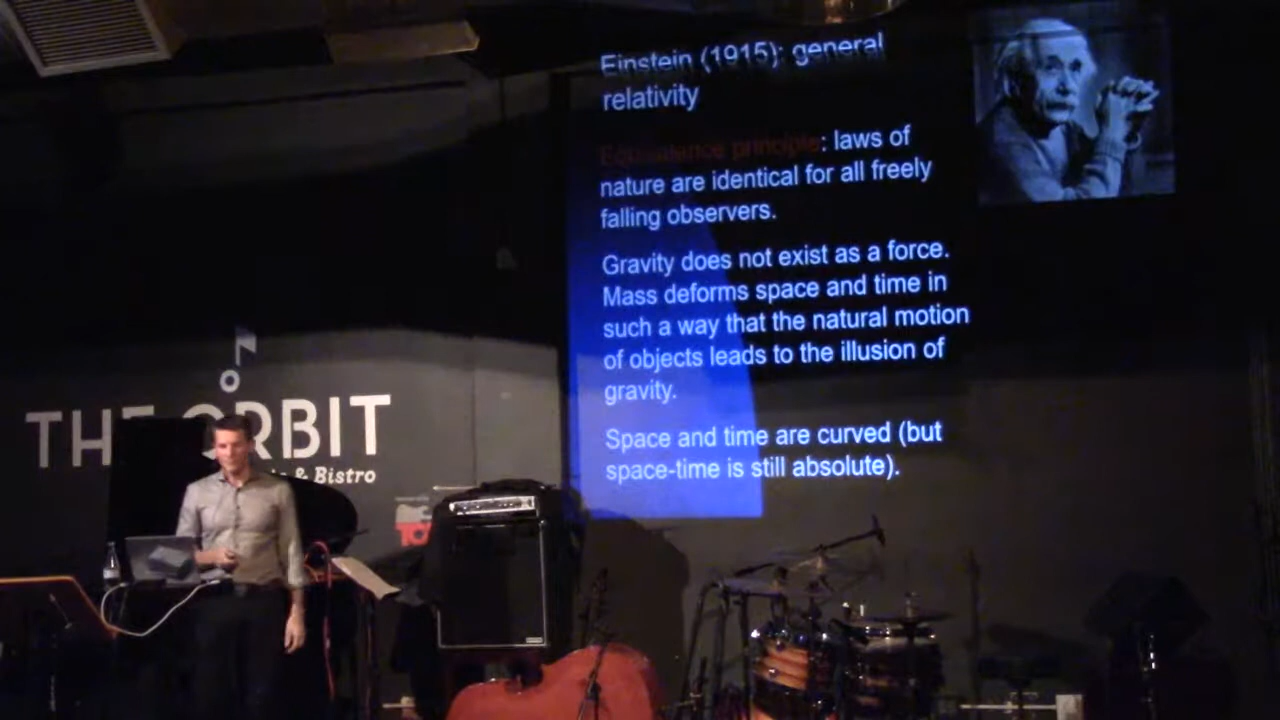 Einstein (1915): general
relativity
Equivalence principle: laws of
nature are identical for all freely
falling observers.
Gravity does not exist as a force.
Mass deforms space and time in
such a way that the natural motion
of objects leads to the illusion of
gravity.
Space and time are curved (but
space-time is still absolute).
THE ORBIT
& Bistro